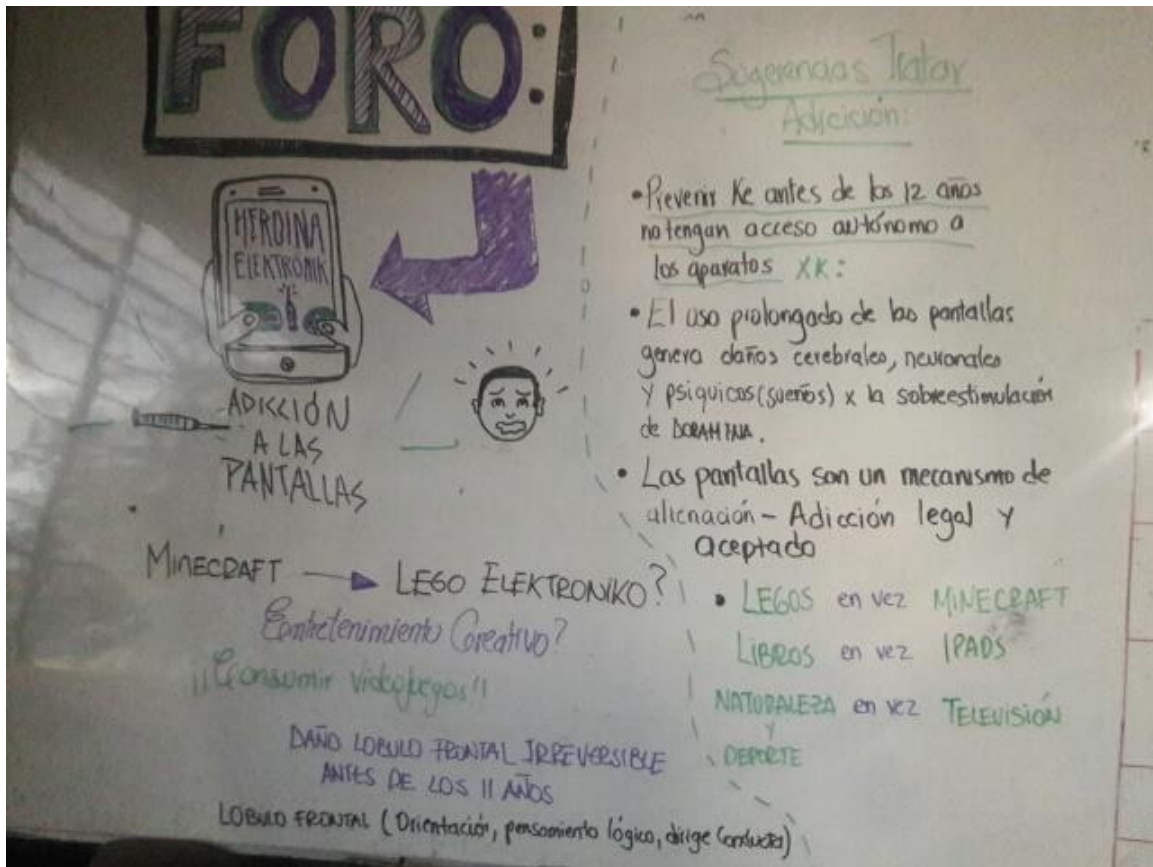 FORO:
HEROINA
ELEKTRONIK
ADICCIÓN
A LAS
PANTALLAS
MINECRAFT → LEGO ELEKTRONIKO?
Entretenimiento Creativo?
¡¡Consumir videojuegos!!
DAÑO LOBULO FRONTAL IRREVERSIBLE
ANTES DE LOS 11 AÑOS
LOBULO FRONTAL (Orientación, pensamiento lógico, dirige Conducta)
Sugerencias Tratar
Adicición:
• Prevenir Ke antes de los 12 años
no tengan acceso autónomo a
los aparatos XK:
• El uso prolongado de las pantallas
genera daños cerebrales, neuronales
y psiquicos (sueños) x la sobreestimulación
de DOPAMINA.
• Las pantallas son un mecanismo de
alienación - Adicción legal y
aceptado
• LEGOS en vez MINECRAFT
LIBROS en vez IPADS
NATURALEZA en vez TELEVISIÓN
Y
DEPORTE